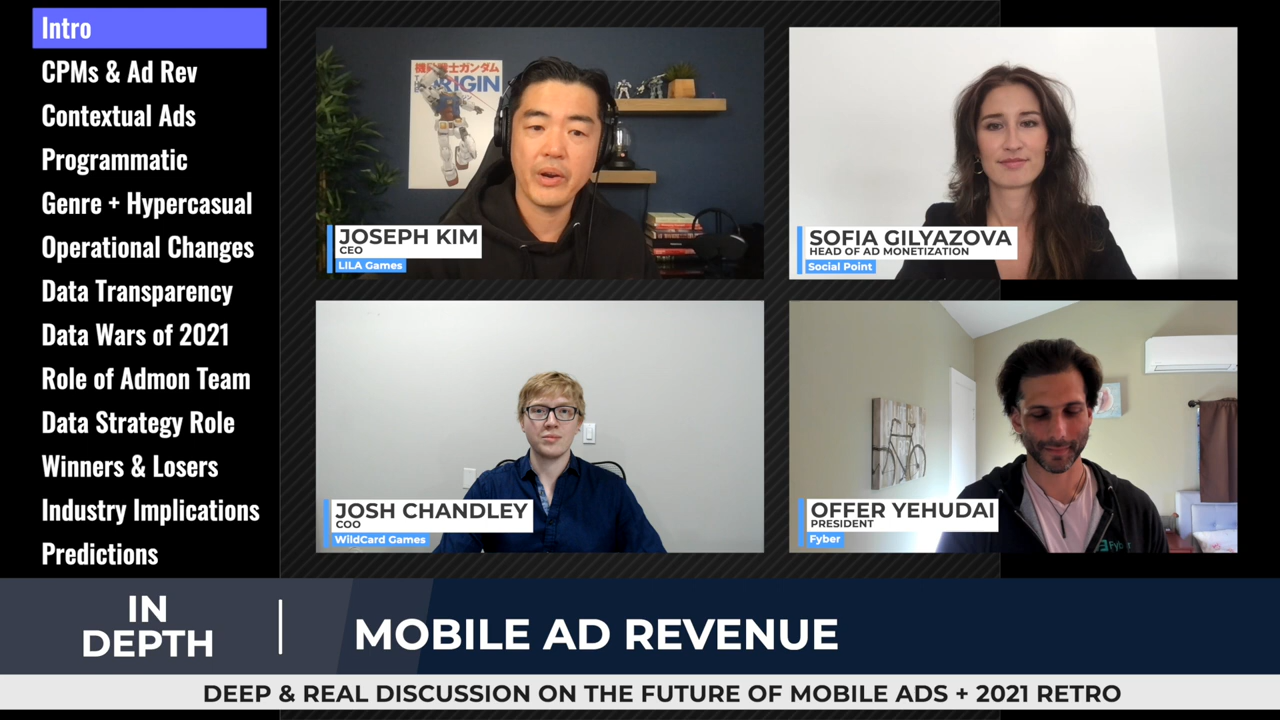 Intro
CPMs & Ad Rev
Contextual Ads
Programmatic
Genre + Hypercasual
Operational Changes
Data Transparency
Data Wars of 2021
Role of Admon Team
Data Strategy Role
Winners & Losers
Industry Implications
Predictions
RIGIN
JOSEPH KIM
CEO
LILA Games
SOFIA GILYAZOVA
HEAD OF AD MONETIZATION
Social Point
JOSH CHANDLEY
COO
WildCard Games
OFFER YEHUDAI
PRESIDENT
Fyber
IN
DEPTH
MOBILE AD REVENUE
DEEP & REAL DISCUSSION ON THE FUTURE OF MOBILE ADS + 2021 RETRO